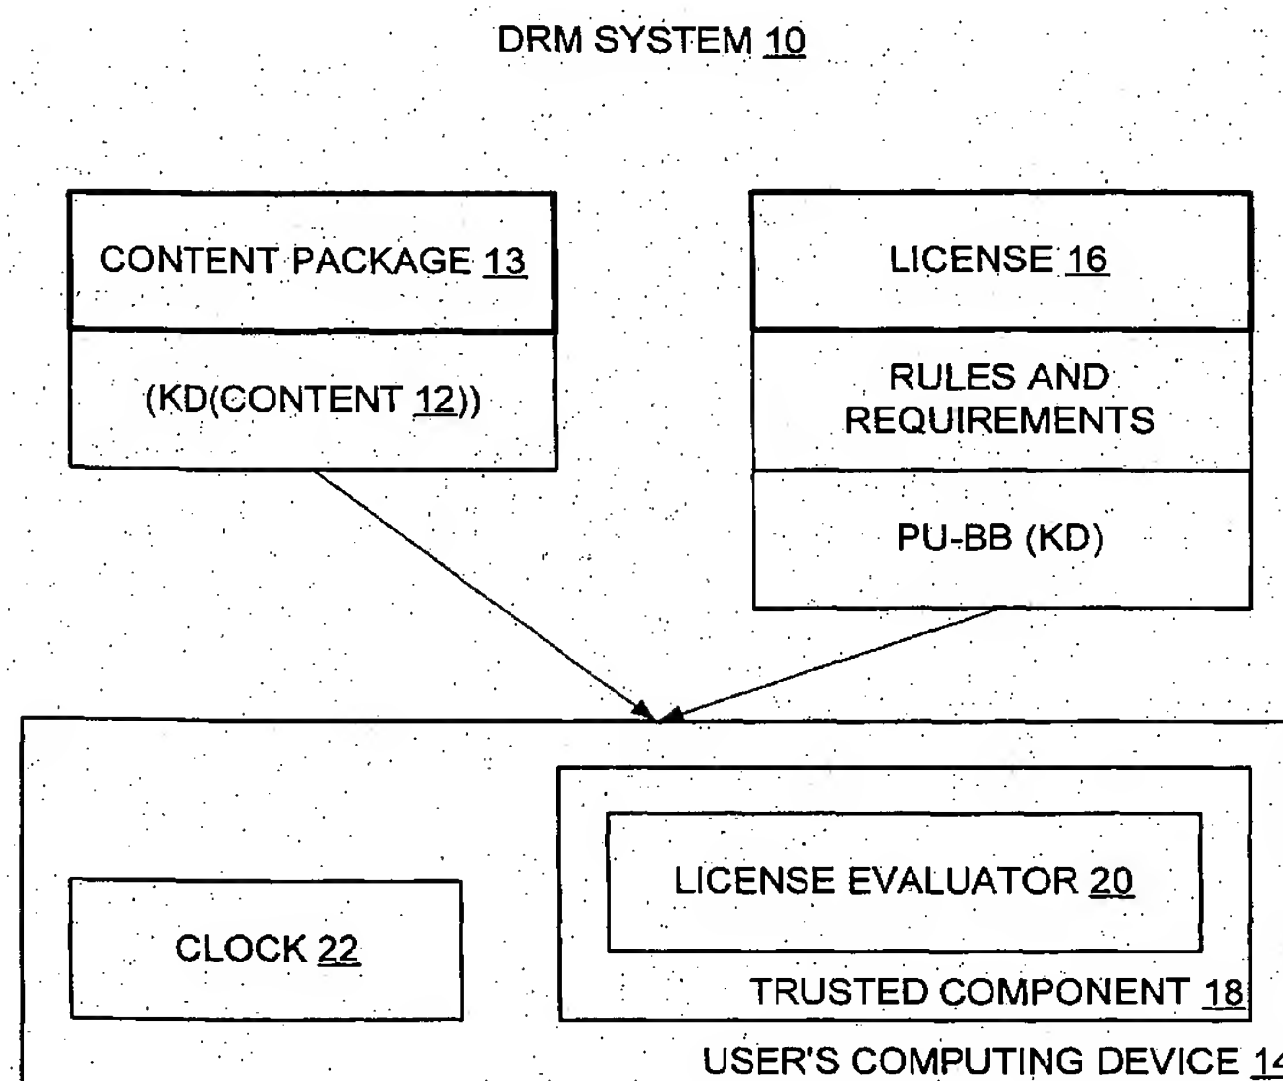 DRM SYSTEM 10
CONTENT PACKAGE 13
(KD(CONTENT 12))
LICENSE 16
RULES AND
REQUIREMENTS
PU-BB (KD)
CLOCK 22
LICENSE EVALUATOR 20
TRUSTED COMPONENT 18
USER'S COMPUTING DEVICE 14